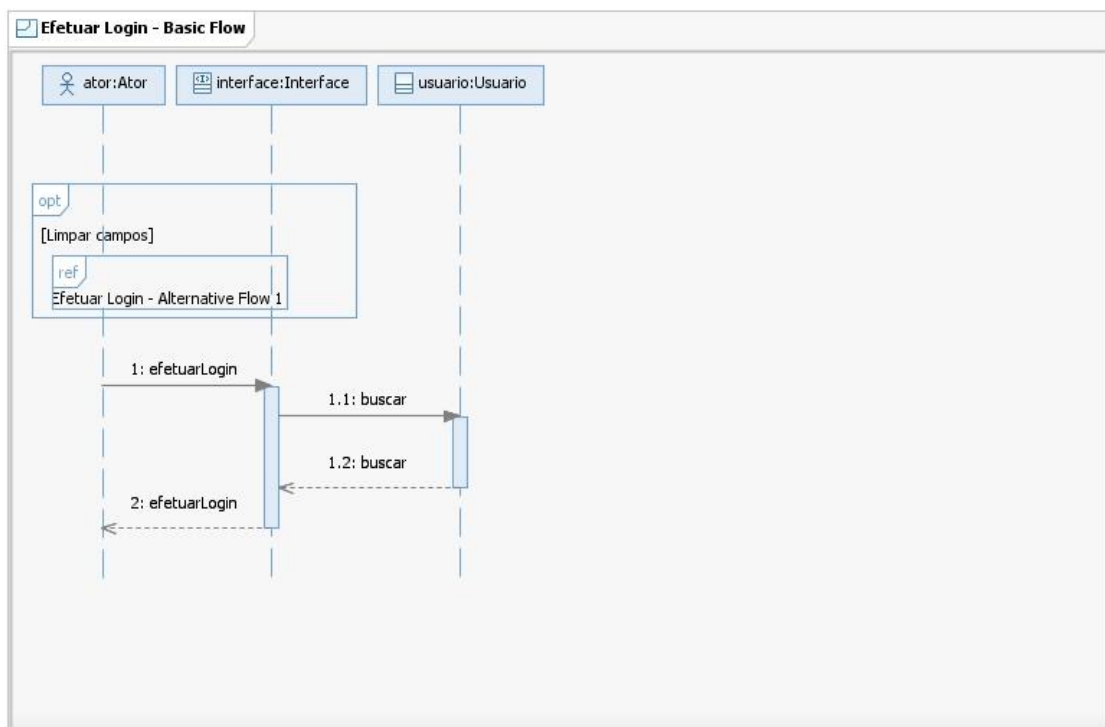 Efetuar Login - Basic Flow
ator:Ator
interface:Interface
usuario:Usuario
opt
[Limpar campos]
ref
Efetuar Login - Alternative Flow 1
1: efetuarLogin
1.1: buscar
1.2: buscar
2: efetuarLogin